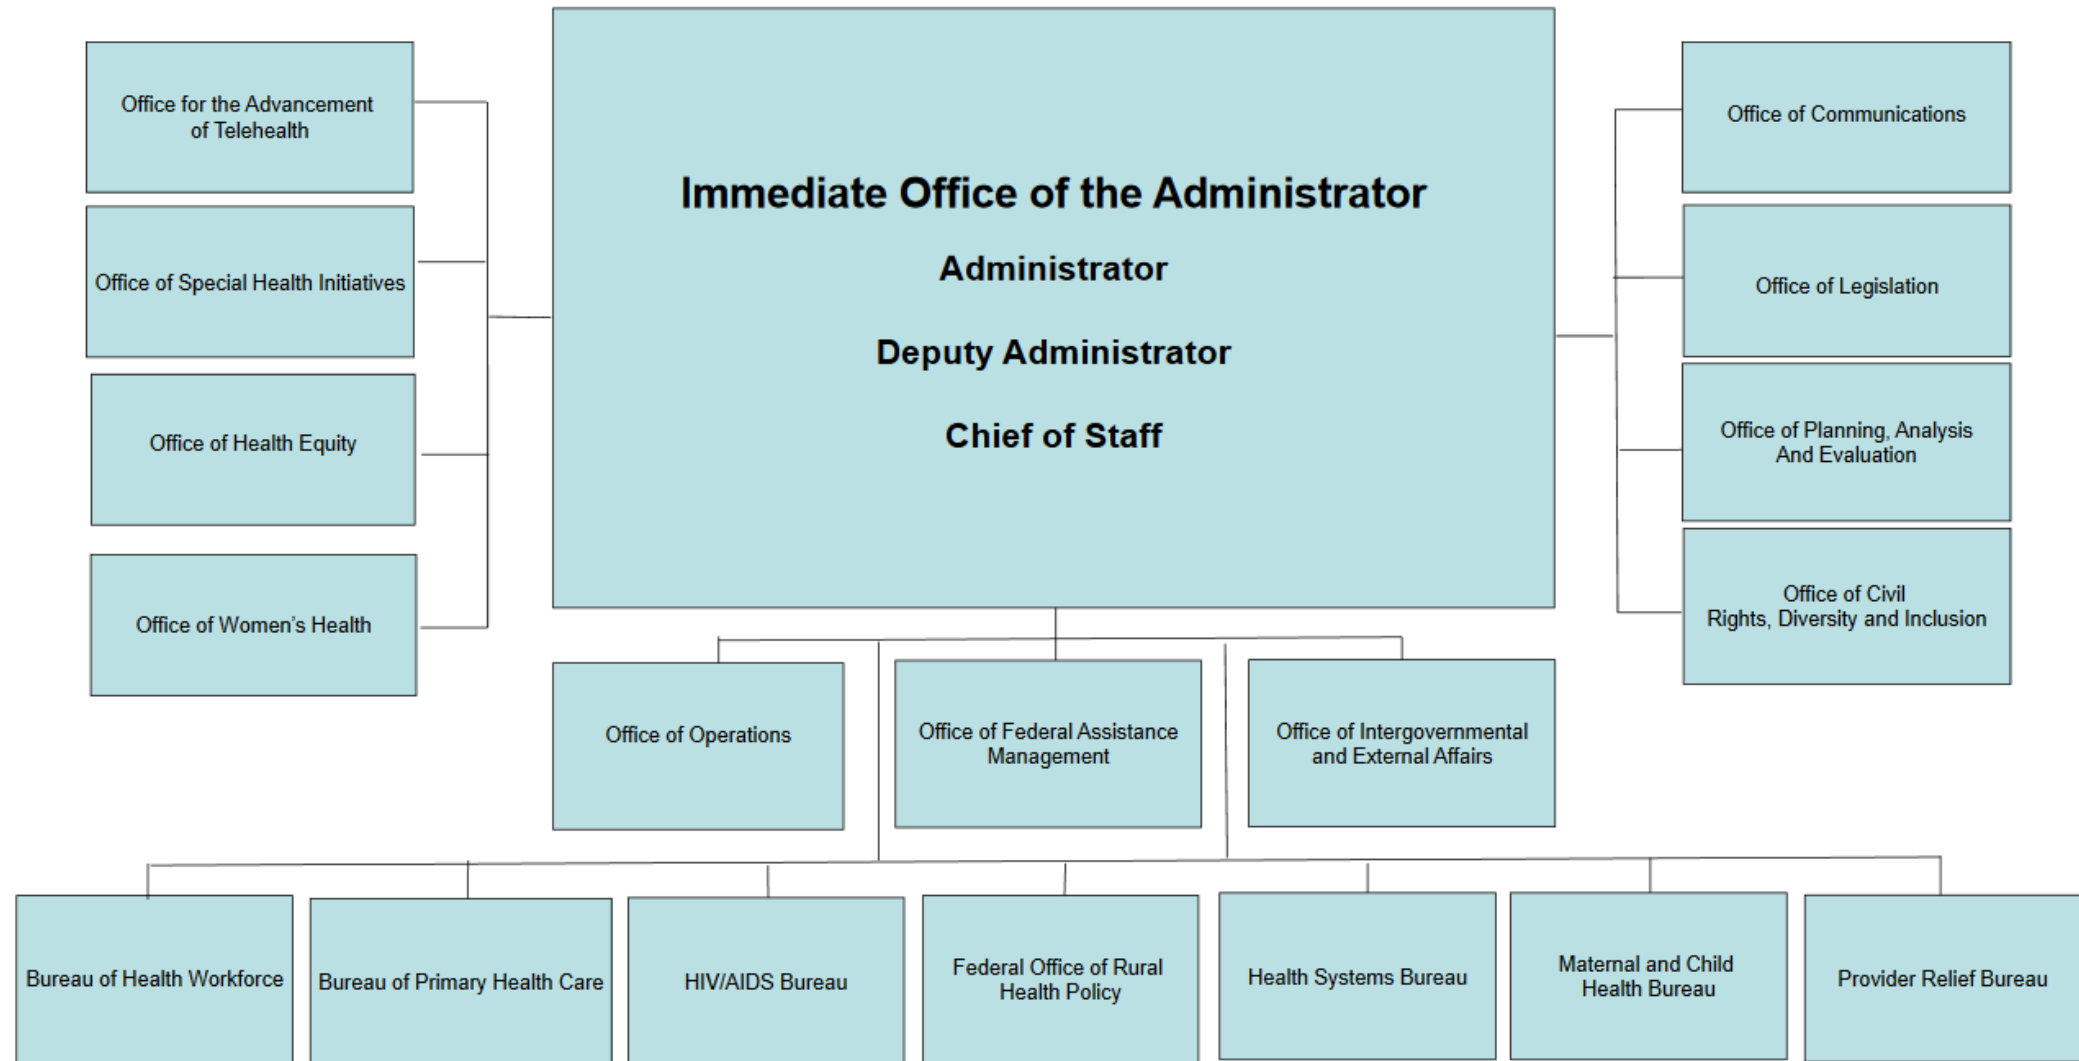 Office for the Advancement
of Telehealth
Office of Special Health Initiatives
Office of Health Equity
Office of Women’s Health
Immediate Office of the Administrator
Administrator
Deputy Administrator
Chief of Staff
Office of Communications
Office of Legislation
Office of Planning, Analysis
And Evaluation
Office of Civil
Rights, Diversity and Inclusion
Office of Operations
Office of Federal Assistance
Management
Office of Intergovernmental
and External Affairs
Bureau of Health Workforce
Bureau of Primary Health Care
HIV/AIDS Bureau
Federal Office of Rural
Health Policy
Health Systems Bureau
Maternal and Child
Health Bureau
Provider Relief Bureau